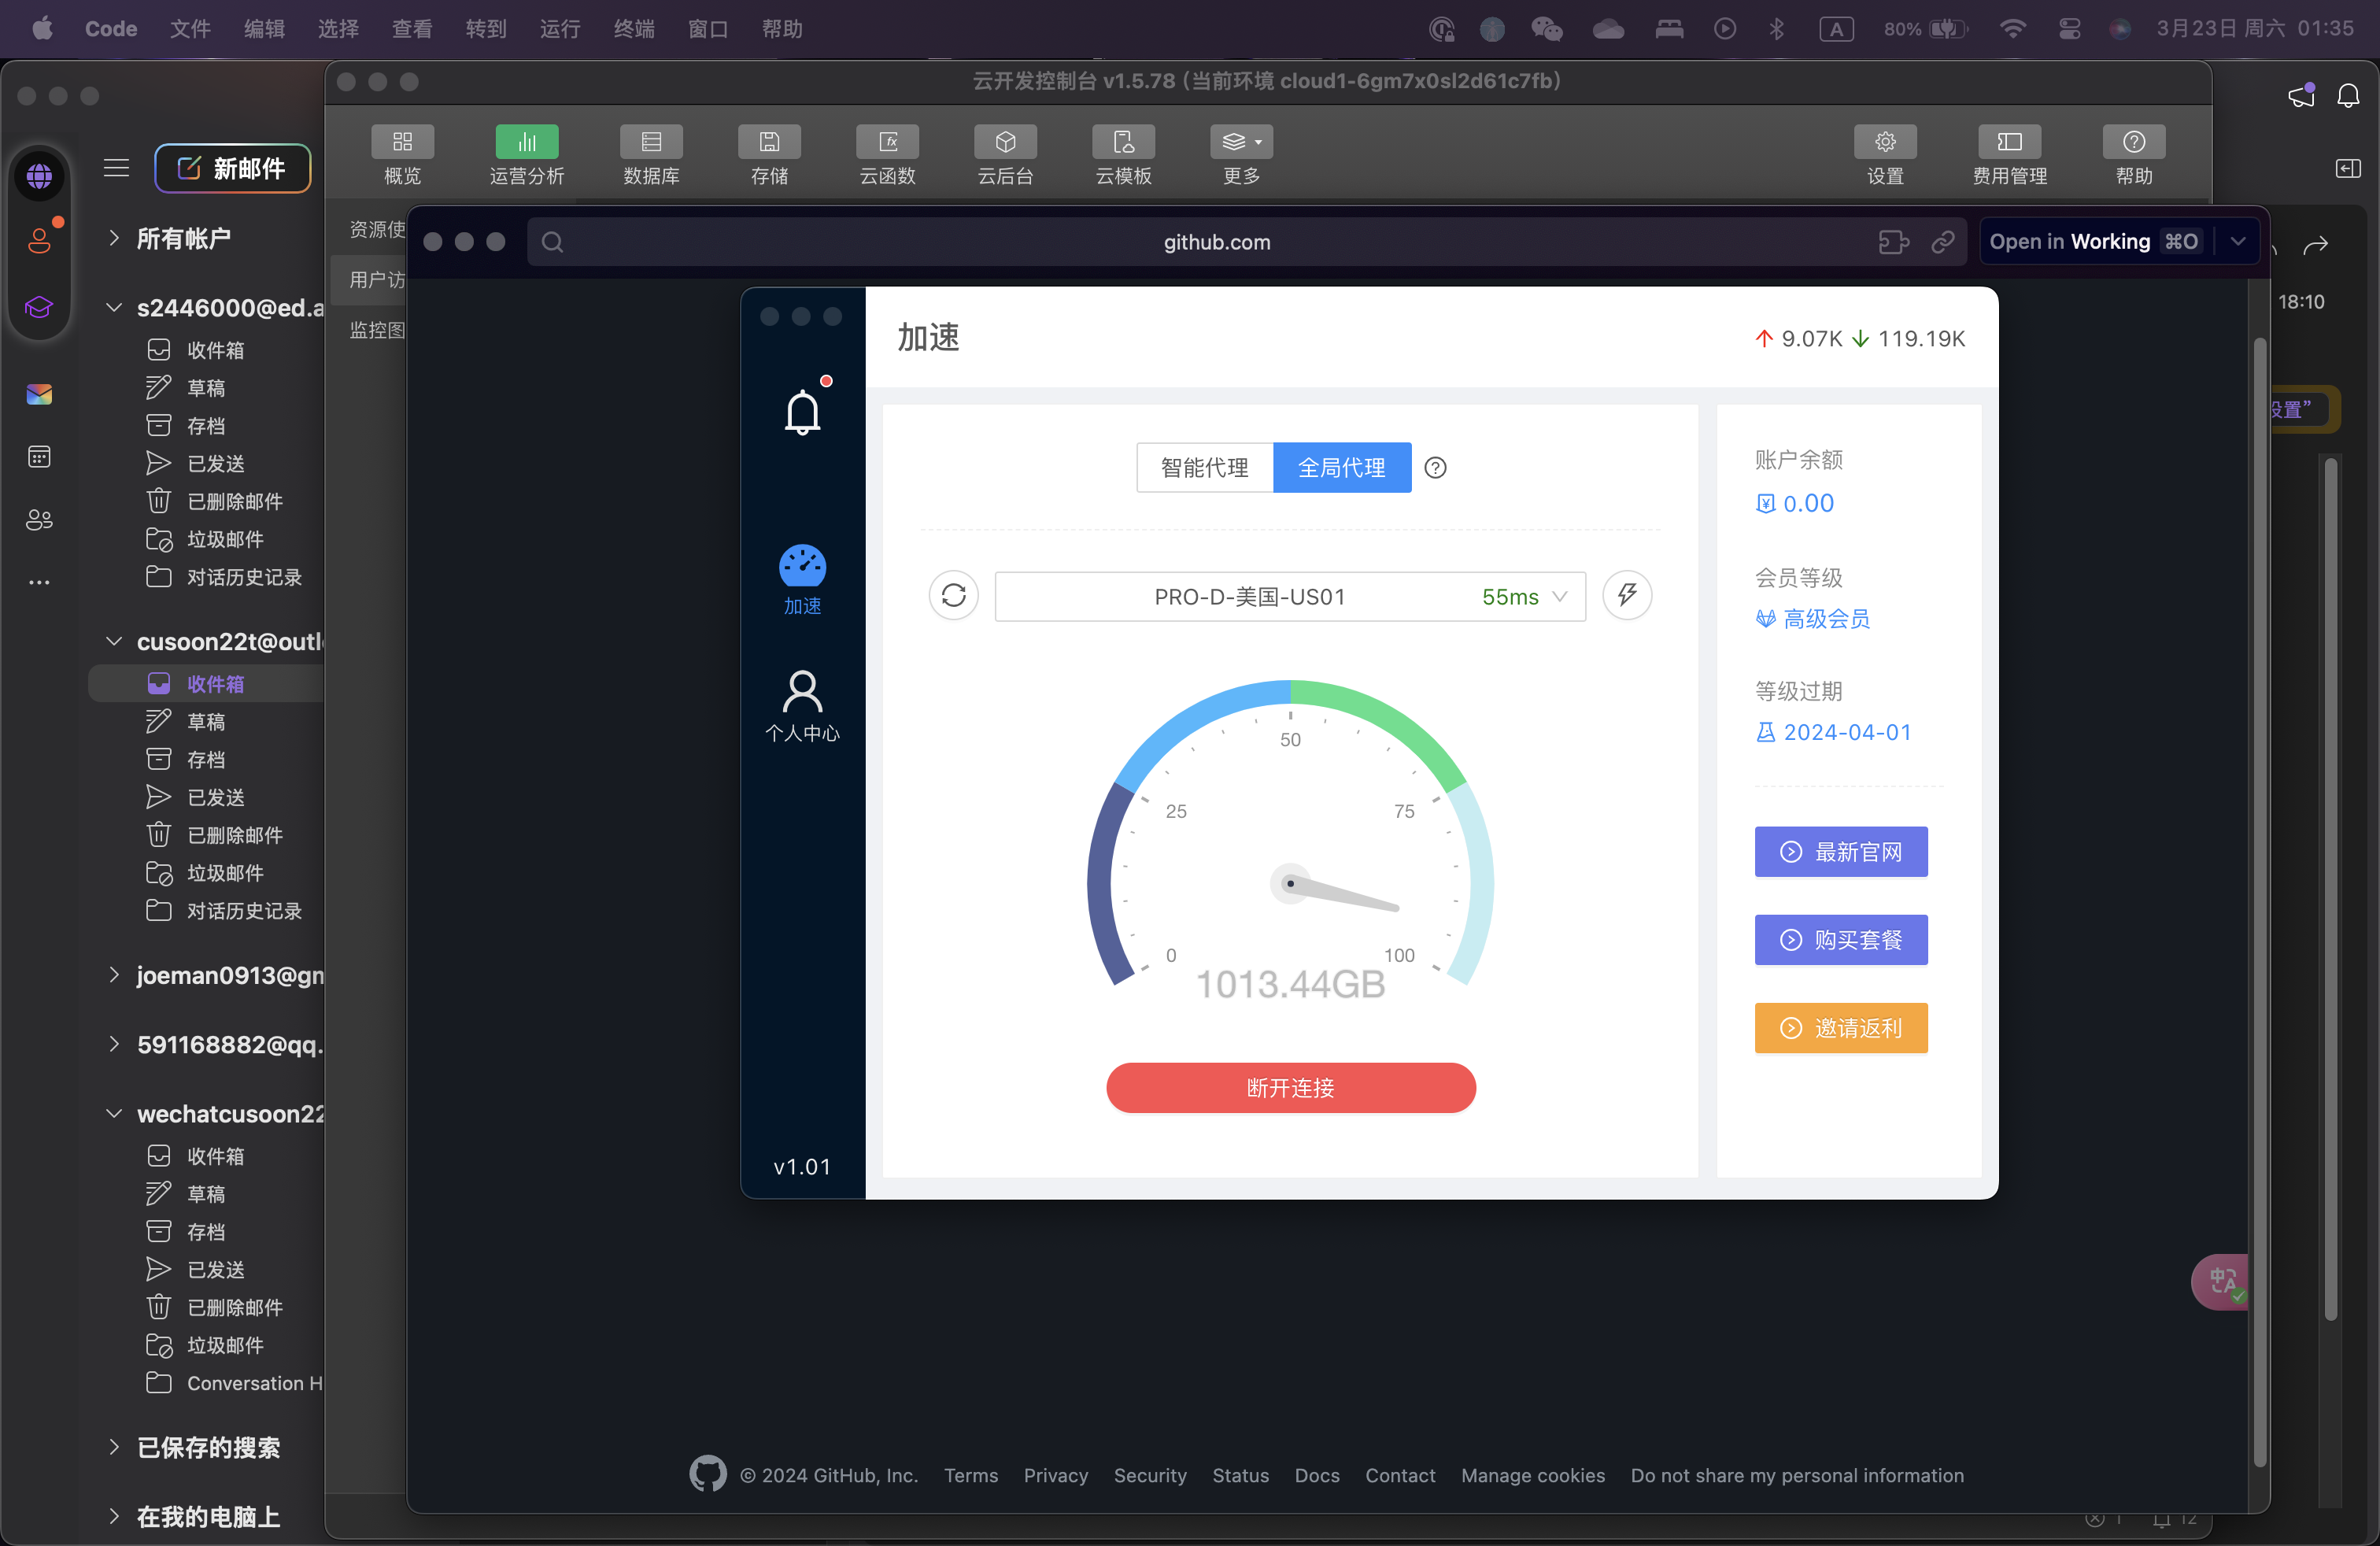 Code 文件 编辑 选择 查看 转到 运行 终端 窗口 帮助
A 80% 3月23日 周六 01:35
云开发控制台 v1.5.78 (当前环境 cloud1-6gm7x0sl2d61c7fb)
概览 运营分析 数据库 存储 云函数 云后台 云模板 更多 设置 费用管理 帮助
资源使
用户访
监控图
新邮件
所有帐户
s2446000@ed.a
收件箱
草稿
存档
已发送
已删除邮件
垃圾邮件
对话历史记录
cusoon22t@outl
收件箱
草稿
存档
已发送
已删除邮件
垃圾邮件
对话历史记录
joeman0913@gm
591168882@qq.
wechatcusoon22
收件箱
草稿
存档
已发送
已删除邮件
垃圾邮件
Conversation H
已保存的搜索
在我的电脑上
github.com
Open in Working ⌘O
18:10
设置”
加速
个人中心
v1.01
加速
↑ 9.07K ↓ 119.19K
智能代理 全局代理
PRO-D-美国-US01 55ms
0
25
50
75
100
1013.44GB
断开连接
账户余额
0.00
会员等级
高级会员
等级过期
2024-04-01
最新官网
购买套餐
邀请返利
中 A
© 2024 GitHub, Inc. Terms Privacy Security Status Docs Contact Manage cookies Do not share my personal information
1 12